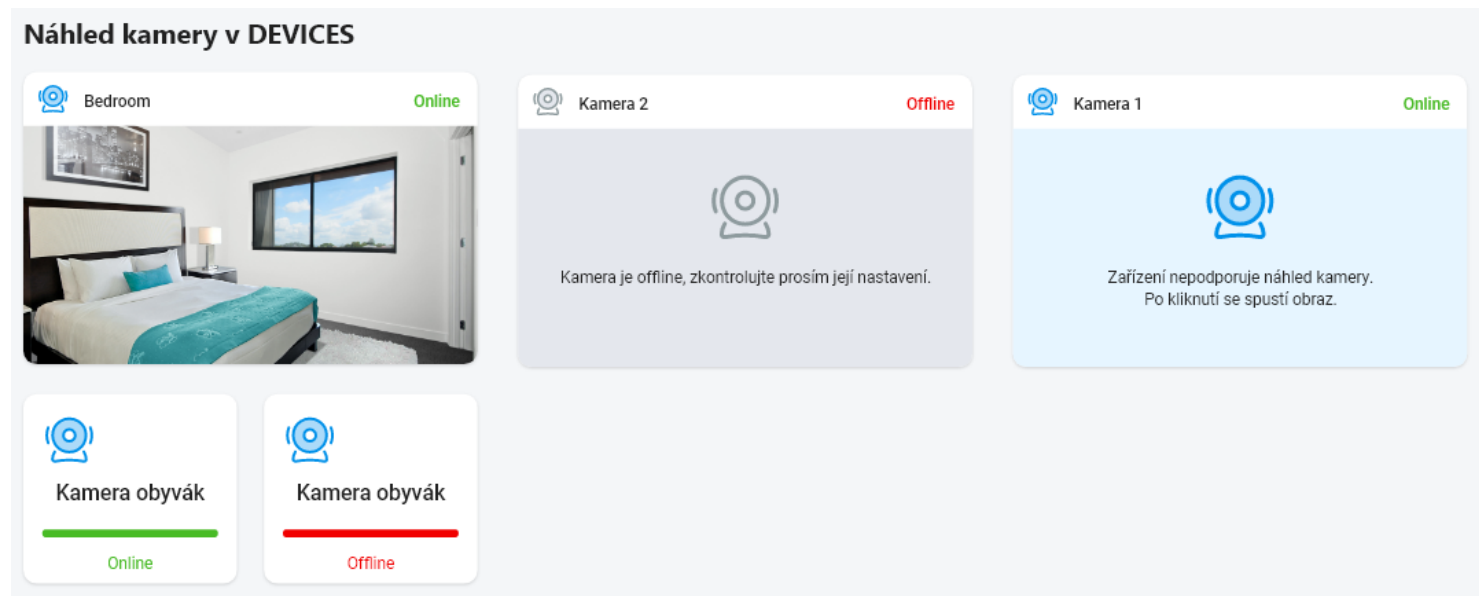 Náhled kamery v DEVICES
Bedroom
Online
Kamera 2
Offline
Kamera 1
Online
Kamera je offline, zkontrolujte prosím její nastavení.
Zařízení nepodporuje náhled kamery.
Po kliknutí se spustí obraz.
Kamera obyvák
Online
Kamera obyvák
Offline